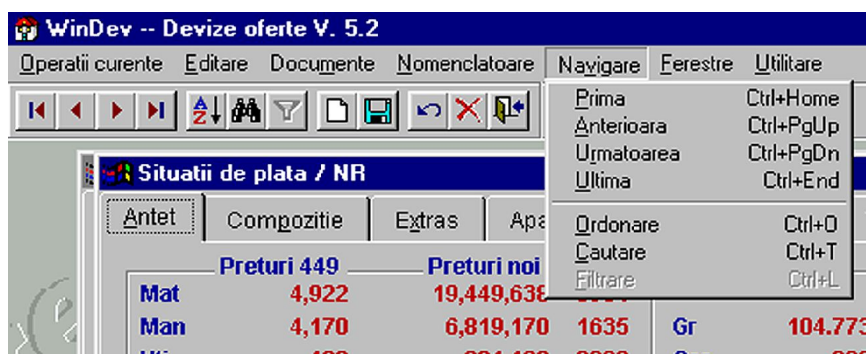 WinDev -- Devize oferte V. 5.2
Operatii curente Editare Documente Nomenclatoare Navigare Ferestre Utilitare
Prima Ctrl+Home
Anterioara Ctrl+PgUp
Urmatoarea Ctrl+PgDn
Ultima Ctrl+End
Ordonare Ctrl+O
Cautare Ctrl+T
Filtrare Ctrl+L
Situatii de plata / NR
Antet Compozitie Extras
Preturi 449 Preturi noi
Mat 4,922 19,449,638
Man 4,170 6,819,170 1635 Gr 104.773